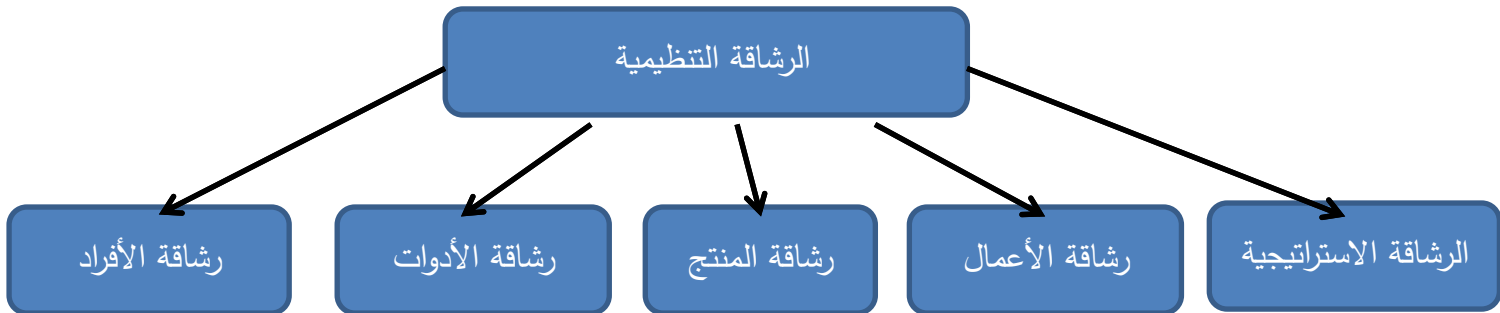 الرشاقة التنظيمية
الرشاقة الاستراتيجية
رشاقة الأعمال
رشاقة المنتج
رشاقة الأدوات
رشاقة الأفراد